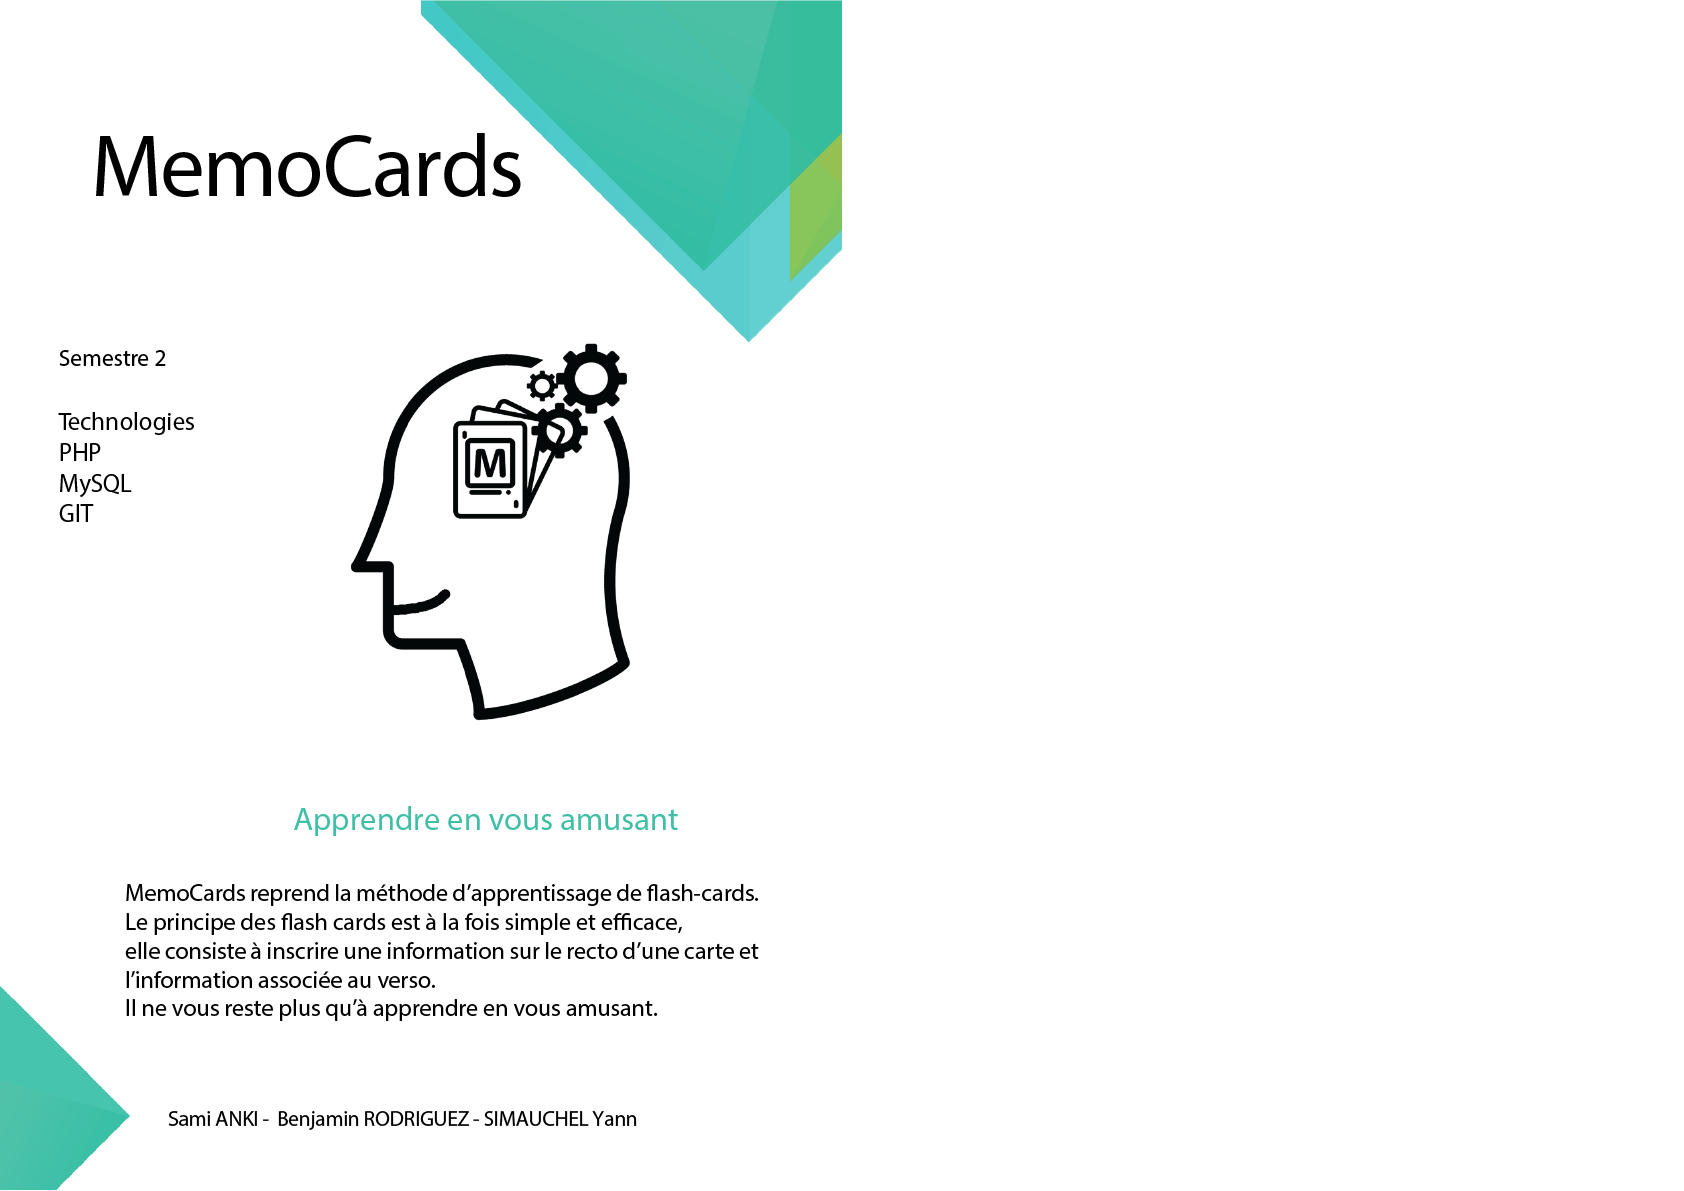 MemoCards
Semestre 2
Technologies
PHP
MySQL
GIT
M
Apprendre en vous amusant
MemoCards reprend la méthode d’apprentissage de flash-cards.
Le principe des flash cards est à la fois simple et efficace,
elle consiste à inscrire une information sur le recto d’une carte et
l’information associée au verso.
Il ne vous reste plus qu’à apprendre en vous amusant.
Sami ANKI - Benjamin RODRIGUEZ - SIMAUCHEL Yann